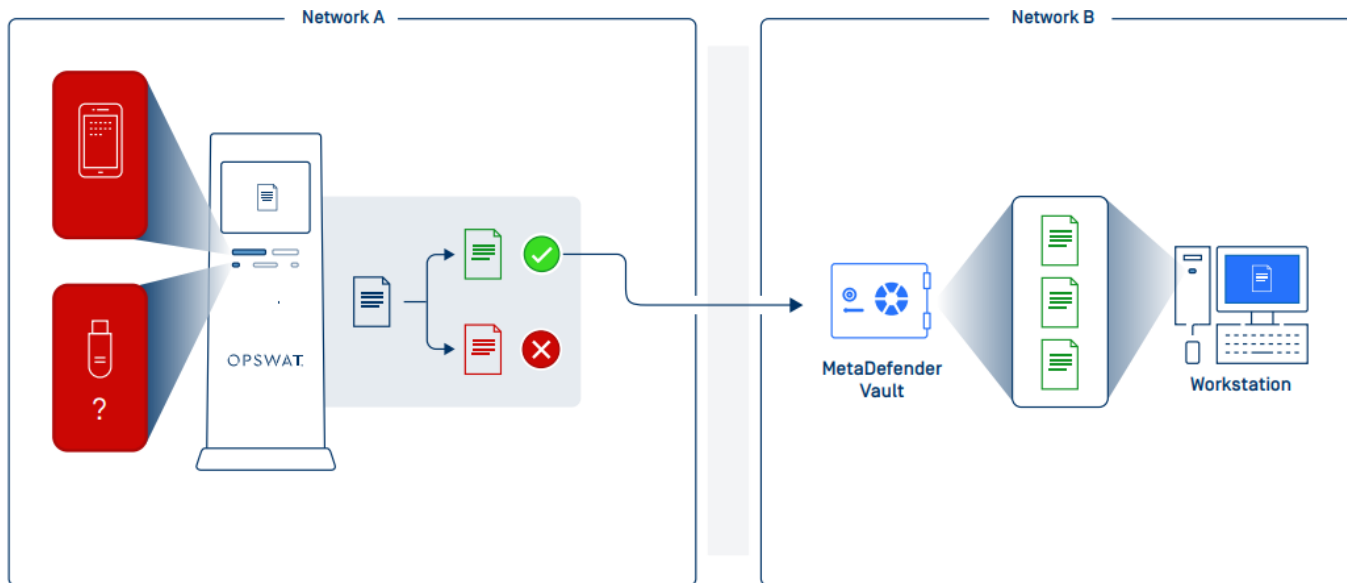 Network A
Network B
?
OPSWAT.
MetaDefender
Vault
Workstation